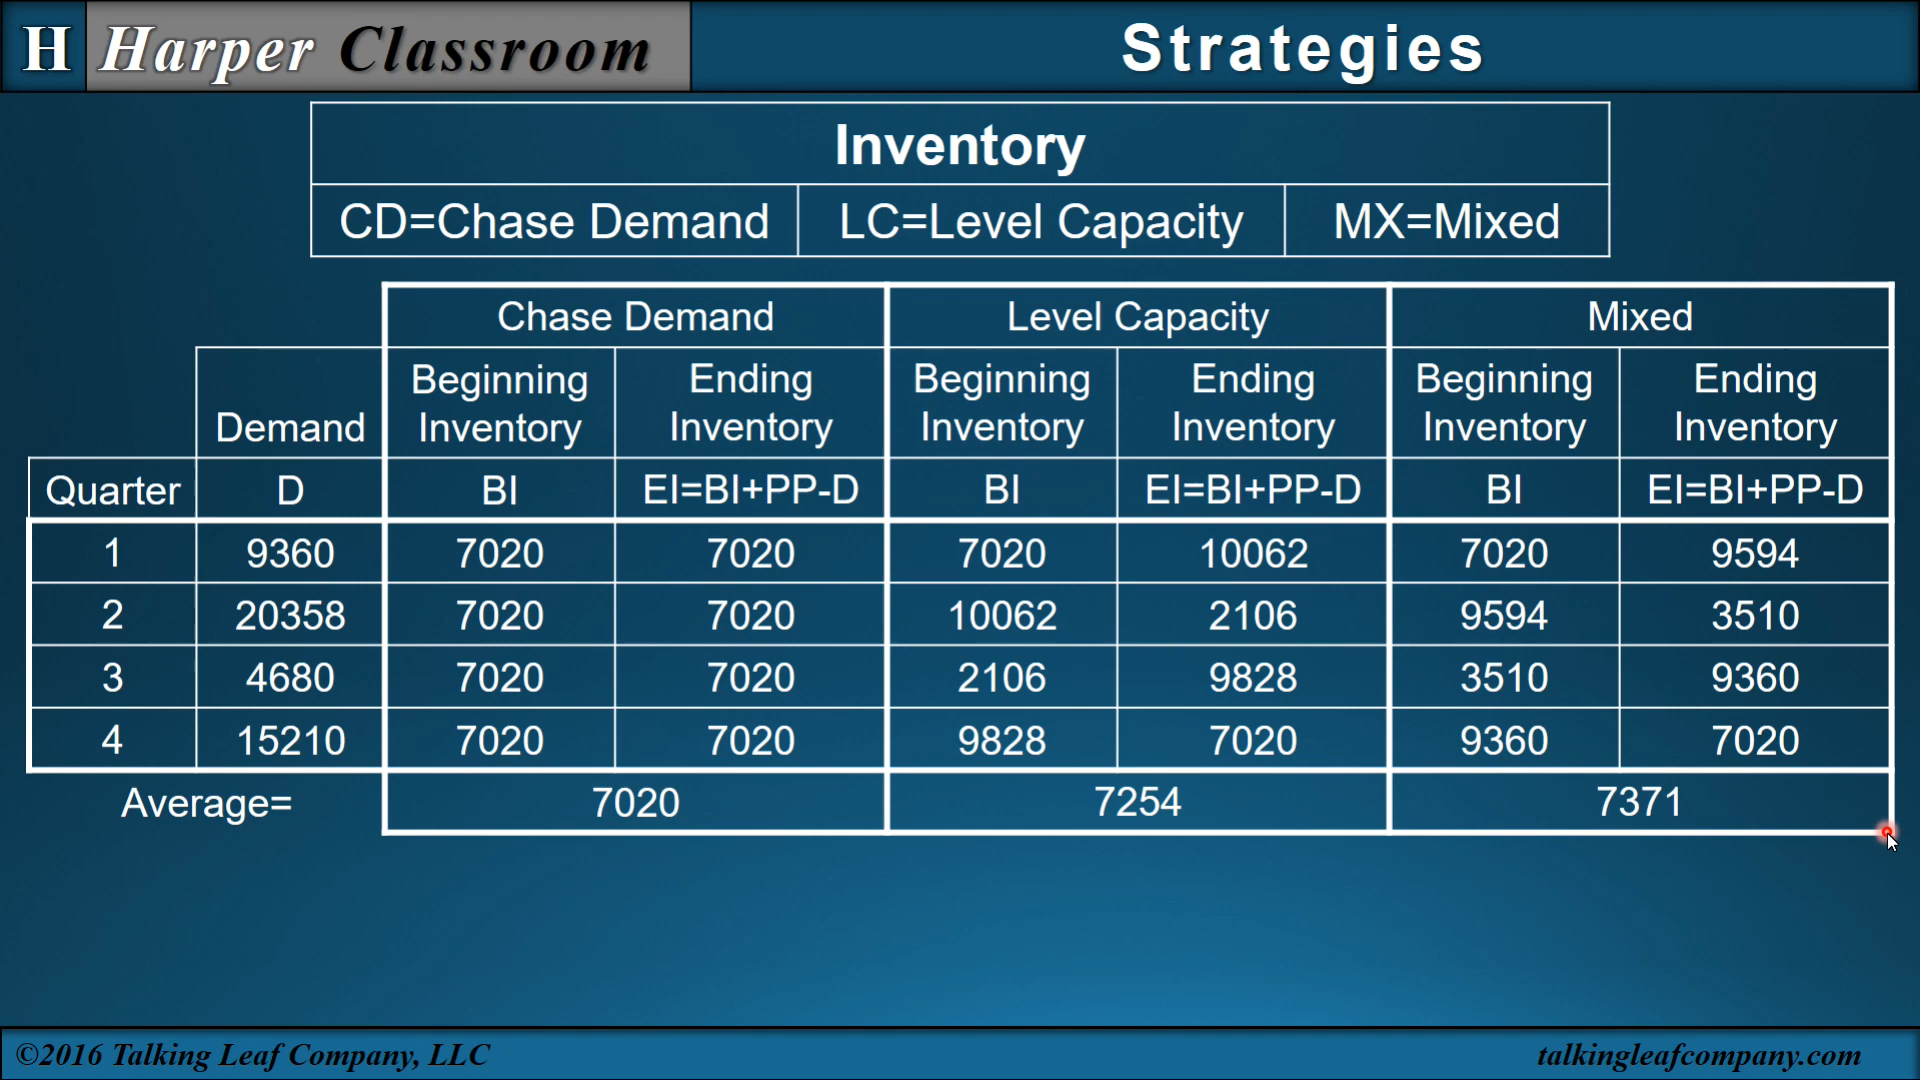 H Harper Classroom Strategies
Inventory
CD=Chase Demand LC=Level Capacity MX=Mixed
Chase Demand Level Capacity Mixed
Demand Beginning Inventory Ending Inventory Beginning Inventory Ending Inventory Beginning Inventory Ending Inventory
Quarter D BI EI=BI+PP-D BI EI=BI+PP-D BI EI=BI+PP-D
1 9360 7020 7020 7020 10062 7020 9594
2 20358 7020 7020 10062 2106 9594 3510
3 4680 7020 7020 2106 9828 3510 9360
4 15210 7020 7020 9828 7020 9360 7020
Average= 7020 7254 7371
©2016 Talking Leaf Company, LLC talkingleafcompany.com